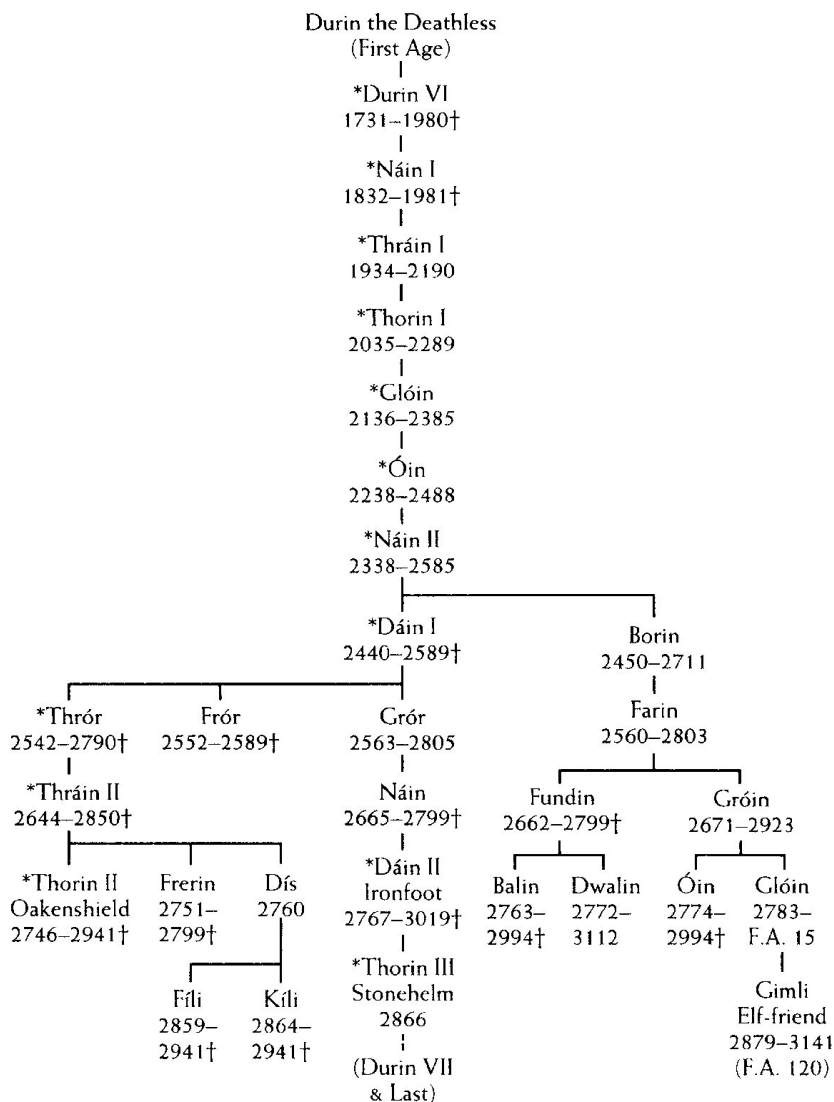 Durin the Deathless
(First Age)
*Durin VI
1731–1980†
*Náin I
1832–1981†
*Thráin I
1934–2190
*Thorin I
2035–2289
*Glóin
2136–2385
*Óin
2238–2488
*Náin II
2338–2585
*Dáin I
2440–2589†
Borin
2450–2711
*Thrór
2542–2790†
Frór
2552–2589†
Grór
2563–2805
Farin
2560–2803
*Thráin II
2644–2850†
Náin
2665–2799†
Fundin
2662–2799†
Gróin
2671–2923
*Thorin II
Oakenshield
2746–2941†
Frerin
2751–
2799†
Dís
2760
*Dáin II
Ironfoot
2767–3019†
Balin
2763–
2994†
Dwalin
2772–
3112
Óin
2774–
2994†
Glóin
2783–
F.A. 15
Fíli
2859–
2941†
Kíli
2864–
2941†
*Thorin III
Stonehelm
2866
Gimli
Elf-friend
2879–3141
(F.A. 120)
(Durin VII
& Last)